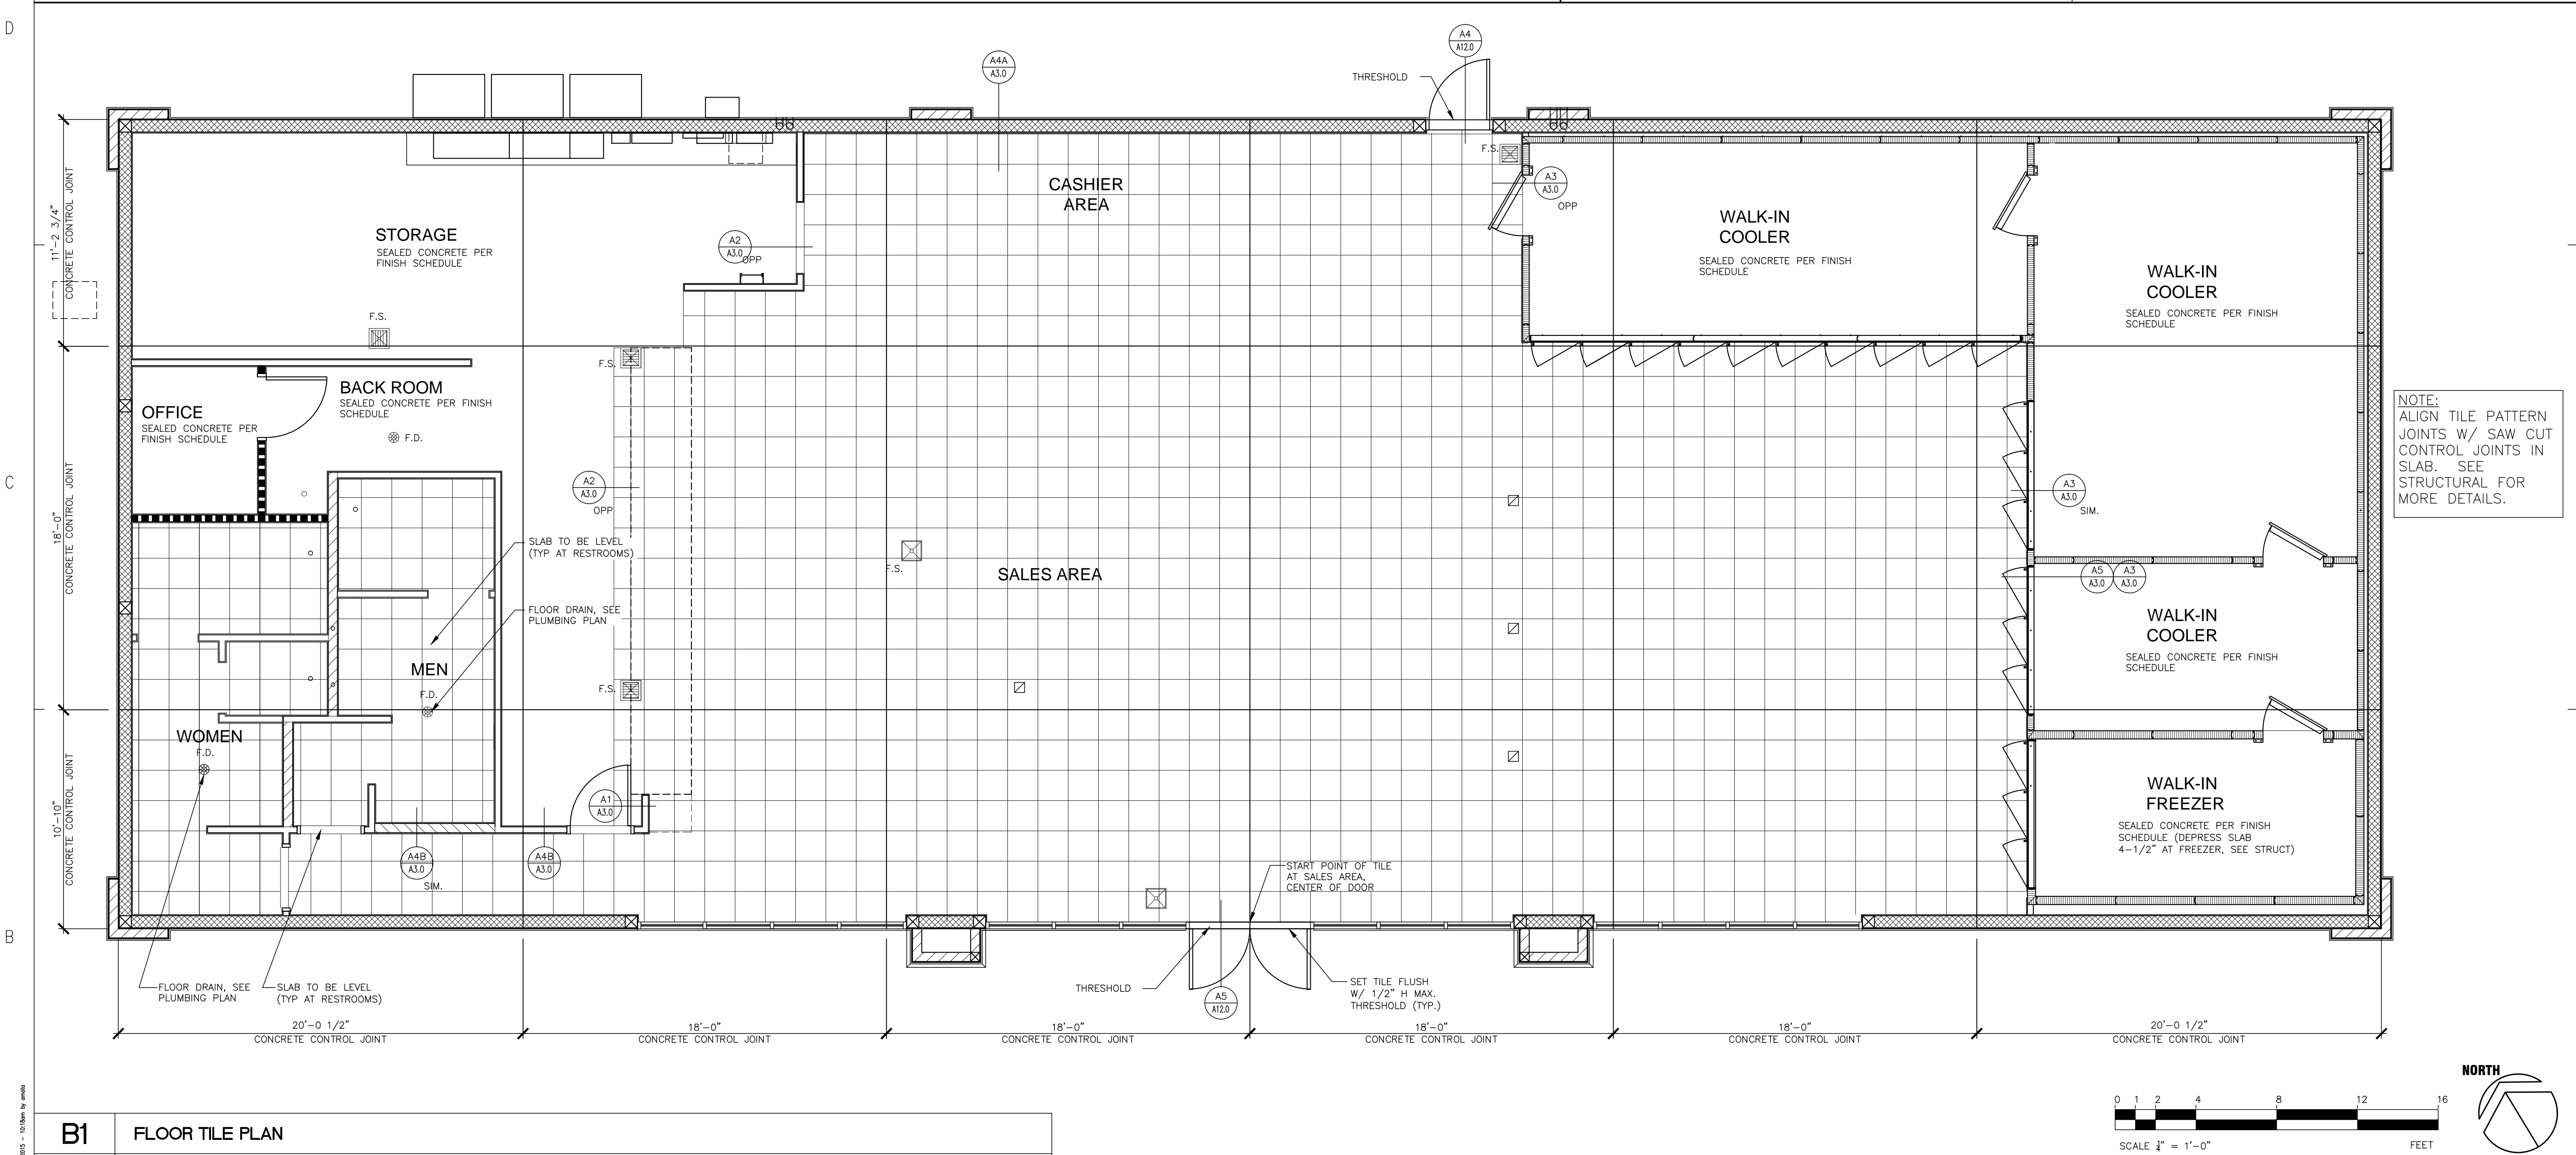 D
A4
A12.0
THRESHOLD
A4A
A3.0
F.S.
CASHIER
AREA
A3
A3.0
OPP
WALK-IN
COOLER
SEALED CONCRETE PER FINISH
SCHEDULE
STORAGE
SEALED CONCRETE PER
FINISH SCHEDULE
A2
A3.0
OPP
WALK-IN
COOLER
SEALED CONCRETE PER FINISH
SCHEDULE
11'-2 3/4"
CONCRETE CONTROL JOINT
F.S.
F.S.
BACK ROOM
SEALED CONCRETE PER FINISH
SCHEDULE
OFFICE
SEALED CONCRETE PER
FINISH SCHEDULE
F.D.
NOTE:
ALIGN TILE PATTERN
JOINTS W/ SAW CUT
CONTROL JOINTS IN
SLAB. SEE
STRUCTURAL FOR
MORE DETAILS.
C
A2
A3.0
OPP
A3
A3.0
SIM.
18'-0"
CONCRETE CONTROL JOINT
SLAB TO BE LEVEL
(TYP AT RESTROOMS)
F.S.
SALES AREA
A5
A3.0
A3
A3.0
FLOOR DRAIN, SEE
PLUMBING PLAN
WALK-IN
COOLER
SEALED CONCRETE PER FINISH
SCHEDULE
MEN
F.D.
F.S.
WOMEN
F.D.
10'-10"
CONCRETE CONTROL JOINT
A1
A3.0
WALK-IN
FREEZER
SEALED CONCRETE PER FINISH
SCHEDULE (DEPRESS SLAB
4-1/2" AT FREEZER, SEE STRUCT)
A4B
A3.0
SIM.
A4B
A3.0
START POINT OF TILE
AT SALES AREA,
CENTER OF DOOR
B
FLOOR DRAIN, SEE
PLUMBING PLAN
SLAB TO BE LEVEL
(TYP AT RESTROOMS)
THRESHOLD
A5
A12.0
SET TILE FLUSH
W/ 1/2" H MAX.
THRESHOLD (TYP.)
20'-0 1/2"
CONCRETE CONTROL JOINT
18'-0"
CONCRETE CONTROL JOINT
18'-0"
CONCRETE CONTROL JOINT
18'-0"
CONCRETE CONTROL JOINT
18'-0"
CONCRETE CONTROL JOINT
20'-0 1/2"
CONCRETE CONTROL JOINT
NORTH
0 1 2 4 8 12 16
SCALE ¼" = 1'-0"
FEET
B1
FLOOR TILE PLAN
2015 - 10:18am by